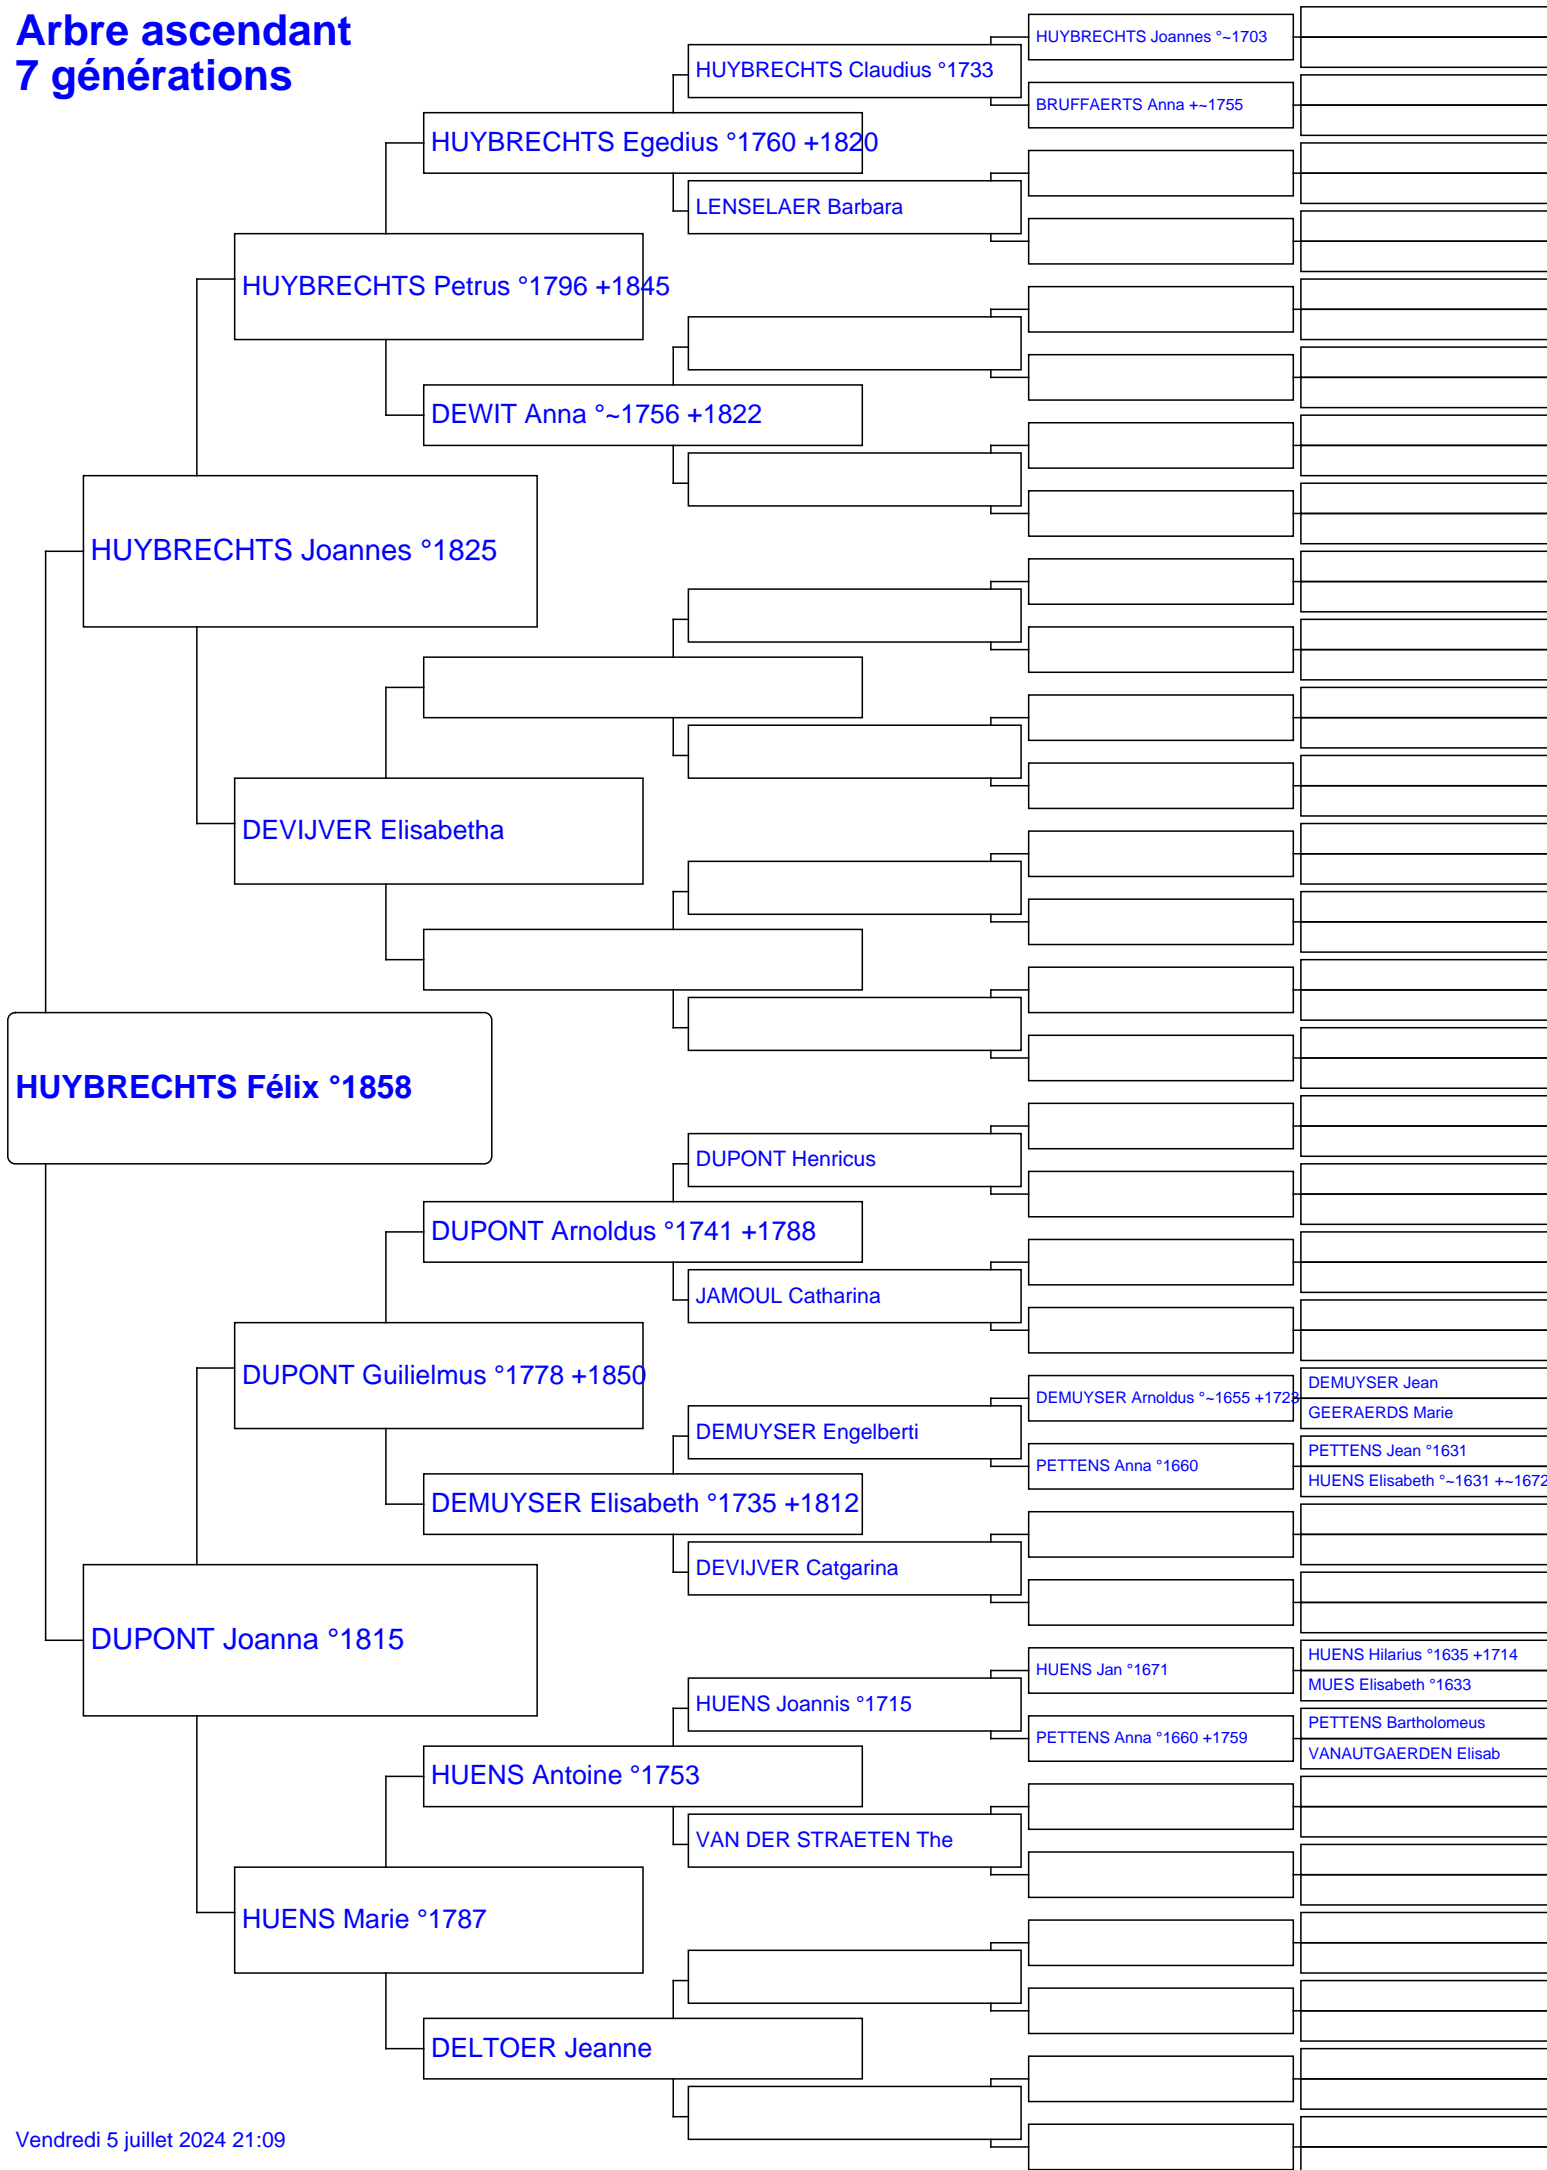 Arbre ascendant
7 générations
HUYBRECHTS Joannes °~1703
HUYBRECHTS Claudius °1733
BRUFFAERTS Anna +~1755
HUYBRECHTS Egedius °1760 +1820
LENSELAER Barbara
HUYBRECHTS Petrus °1796 +1845
DEWIT Anna °~1756 +1822
HUYBRECHTS Joannes °1825
DEVIJVER Elisabetha
HUYBRECHTS Félix °1858
DUPONT Henricus
DUPONT Arnoldus °1741 +1788
JAMOUL Catharina
DUPONT Guilielmus °1778 +1850
DEMUYSER Jean
DEMUYSER Arnoldus °~1655 +1723
GEERAERDS Marie
DEMUYSER Engelberti
PETTENS Jean °1631
PETTENS Anna °1660
HUENS Elisabeth °~1631 +~1672
DEMUYSER Elisabeth °1735 +1812
DEVIJVER Catgarina
DUPONT Joanna °1815
HUENS Hilarius °1635 +1714
HUENS Jan °1671
MUES Elisabeth °1633
HUENS Joannis °1715
PETTENS Bartholomeus
PETTENS Anna °1660 +1759
VANAUTGAERDEN Elisab
HUENS Antoine °1753
VAN DER STRAETEN The
HUENS Marie °1787
DELTOER Jeanne
Vendredi 5 juillet 2024 21:09